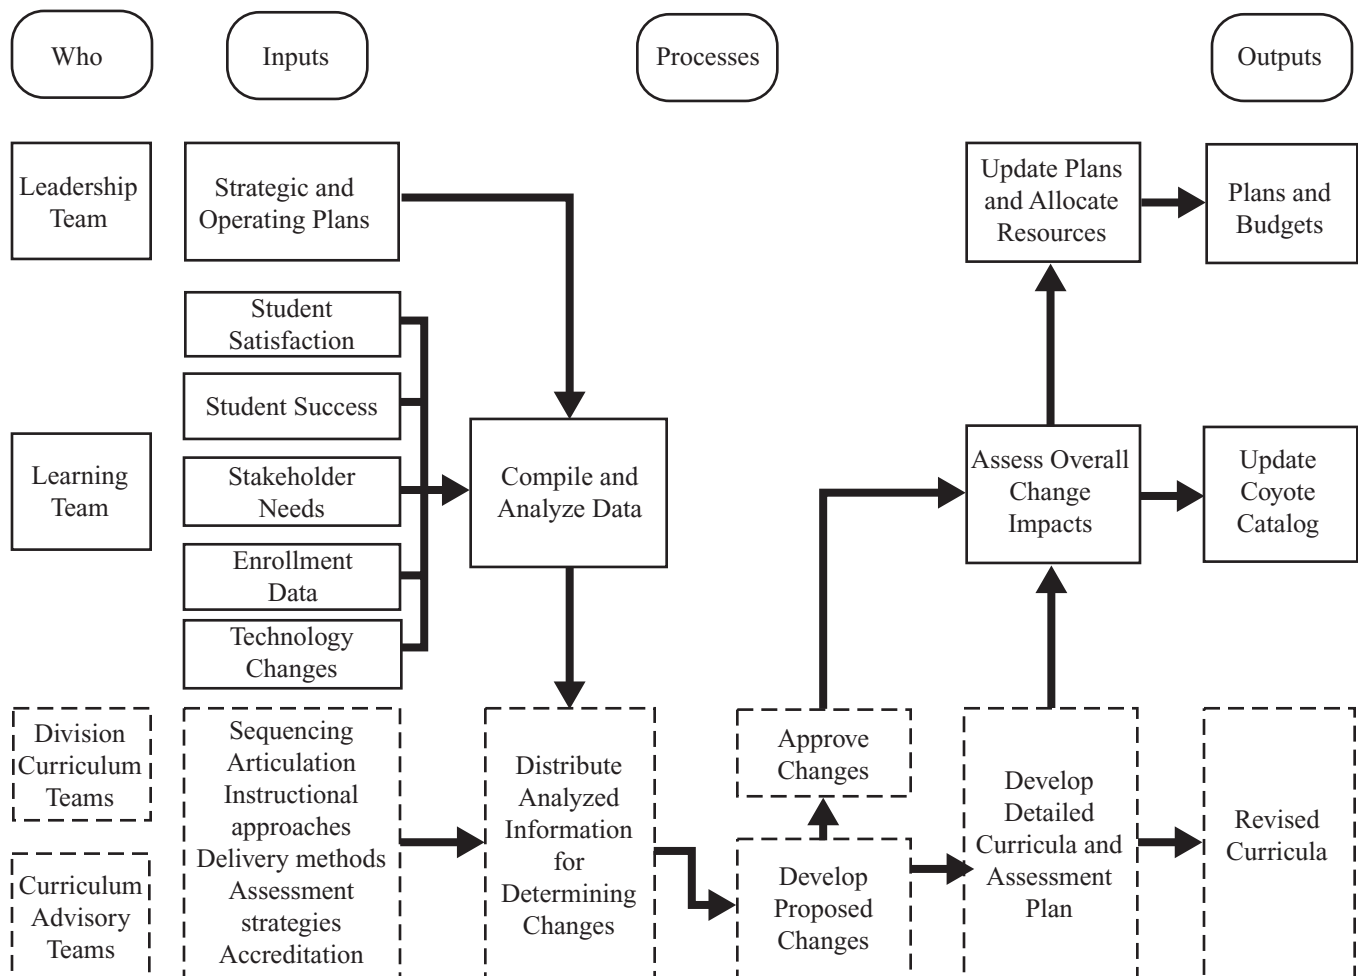 Who
Inputs
Processes
Outputs
Leadership
Team
Strategic and
Operating Plans
Update Plans
and Allocate
Resources
Plans and
Budgets
Student
Satisfaction
Student Success
Learning
Team
Stakeholder
Needs
Enrollment
Data
Technology
Changes
Compile and
Analyze Data
Assess Overall
Change
Impacts
Update
Coyote
Catalog
Division
Curriculum
Teams
Curriculum
Advisory
Teams
Sequencing
Articulation
Instructional
approaches
Delivery methods
Assessment
strategies
Accreditation
Distribute
Analyzed
Information
for
Determining
Changes
Approve
Changes
Develop
Proposed
Changes
Develop
Detailed
Curricula and
Assessment
Plan
Revised
Curricula